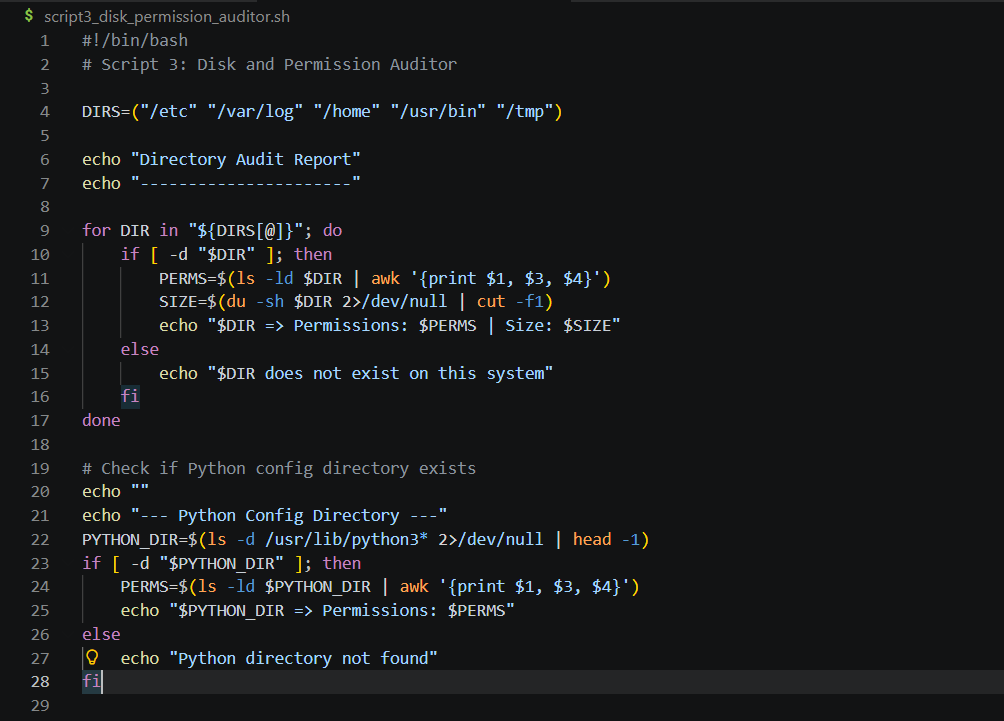 $ script3_disk_permission_auditor.sh
1 #!/bin/bash
2 # Script 3: Disk and Permission Auditor
3
4 DIRS=("/etc" "/var/log" "/home" "/usr/bin" "/tmp")
5
6 echo "Directory Audit Report"
7 echo "----------------------"
8
9 for DIR in "${DIRS[@]}"; do
10     if [ -d "$DIR" ]; then
11         PERMS=$(ls -ld $DIR | awk '{print $1, $3, $4}')
12         SIZE=$(du -sh $DIR 2>/dev/null | cut -f1)
13         echo "$DIR => Permissions: $PERMS | Size: $SIZE"
14     else
15         echo "$DIR does not exist on this system"
16     fi
17 done
18
19 # Check if Python config directory exists
20 echo ""
21 echo "--- Python Config Directory ---"
22 PYTHON_DIR=$(ls -d /usr/lib/python3* 2>/dev/null | head -1)
23 if [ -d "$PYTHON_DIR" ]; then
24     PERMS=$(ls -ld $PYTHON_DIR | awk '{print $1, $3, $4}')
25     echo "$PYTHON_DIR => Permissions: $PERMS"
26 else
27     echo "Python directory not found"
28 fi
29